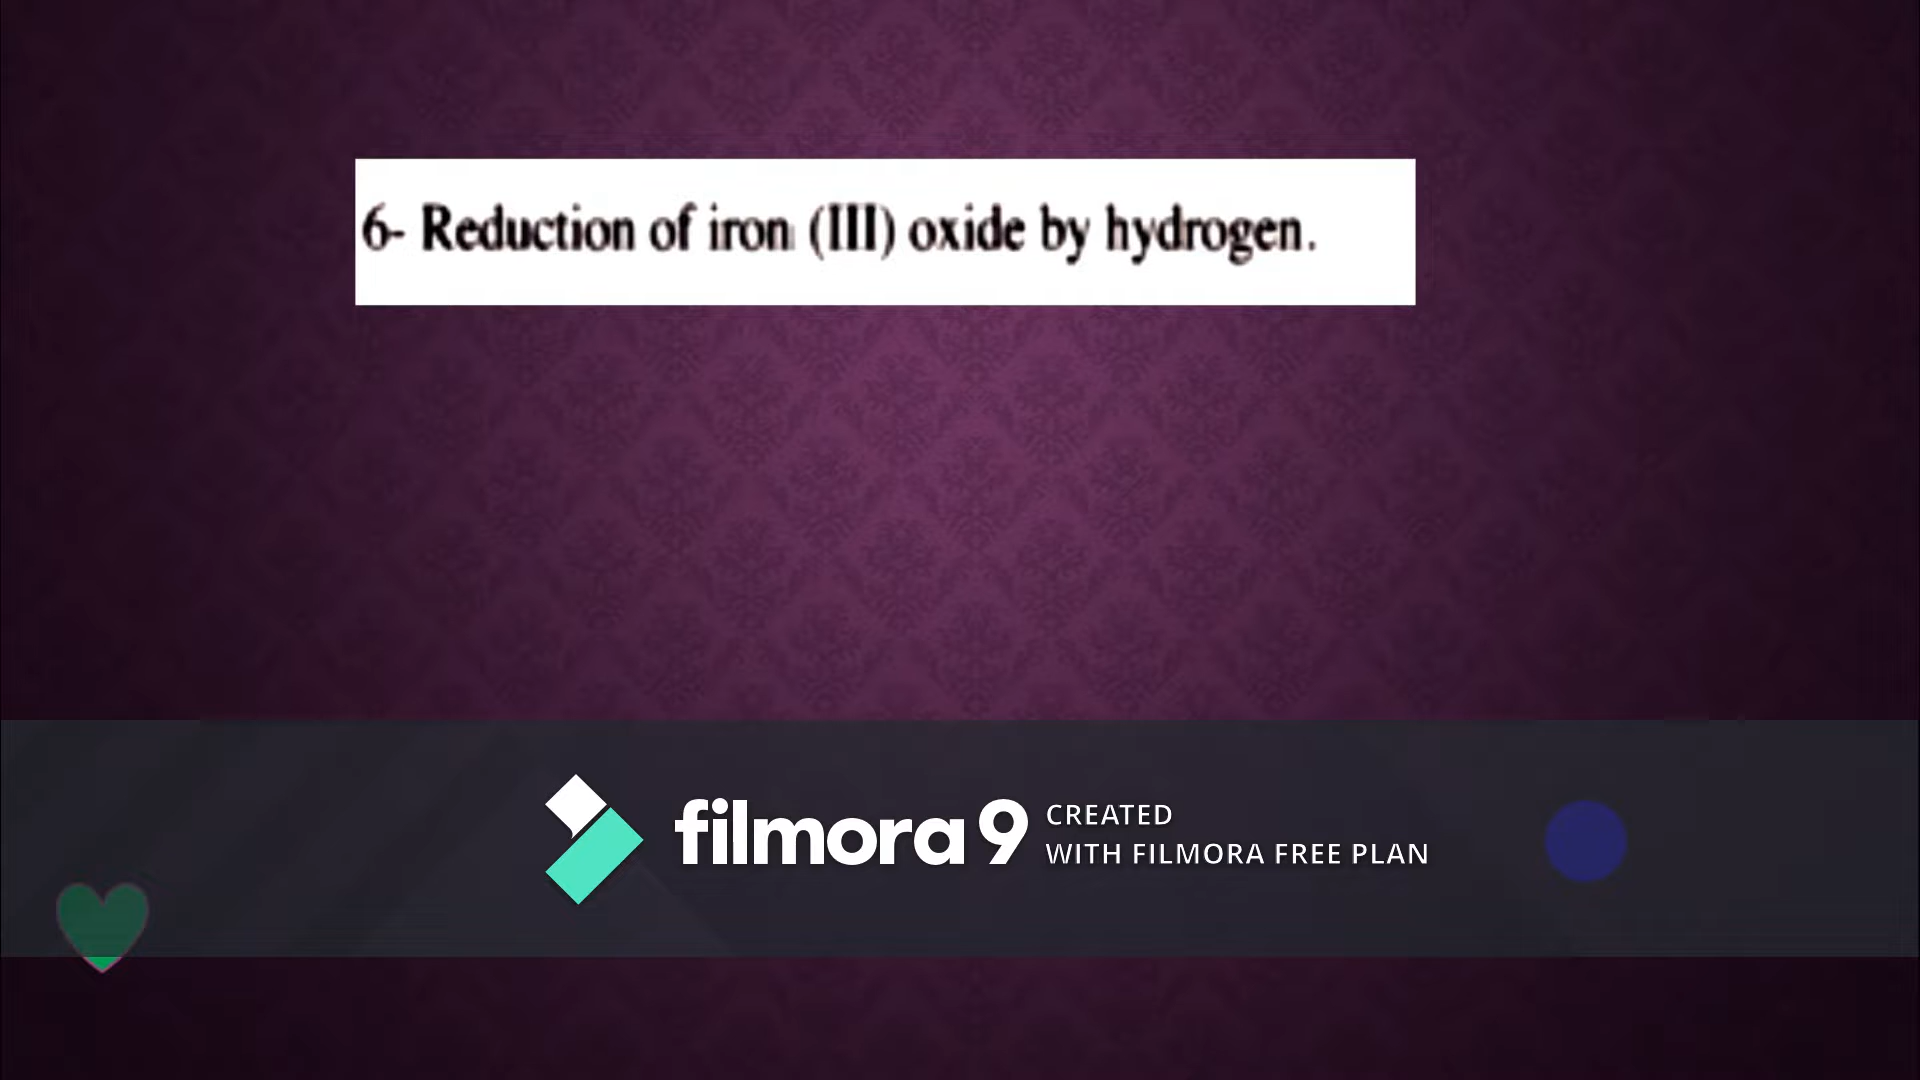 6- Reduction of iron (III) oxide by hydrogen.
filmora 9
CREATED
WITH FILMORA FREE PLAN